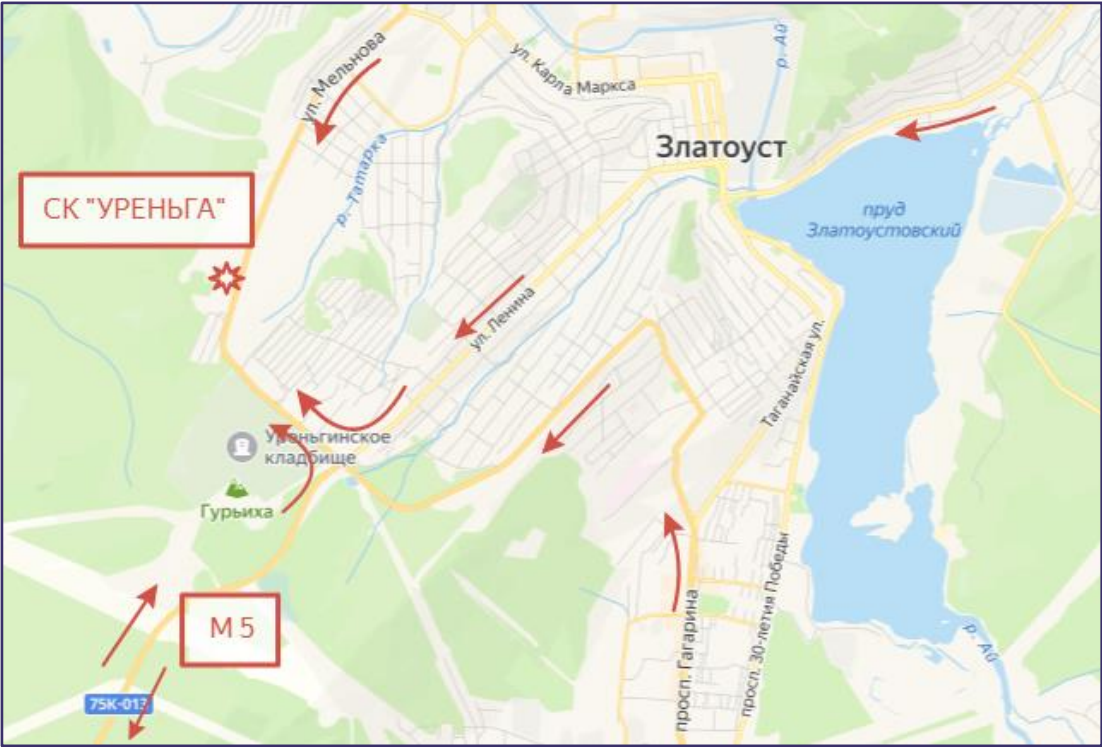 ул. Мельнова
ул. Карла Маркса
р. Ай
Златоуст
р. Татарка
СК "УРЕНЬГА"
пруд
Златоустовский
ул. Ленина
Таганайская ул.
Уреньгинское
кладбище
Гурьиха
М 5
75К-013
просп. Гагарина
просп. 30-летия Победы
р. Ай